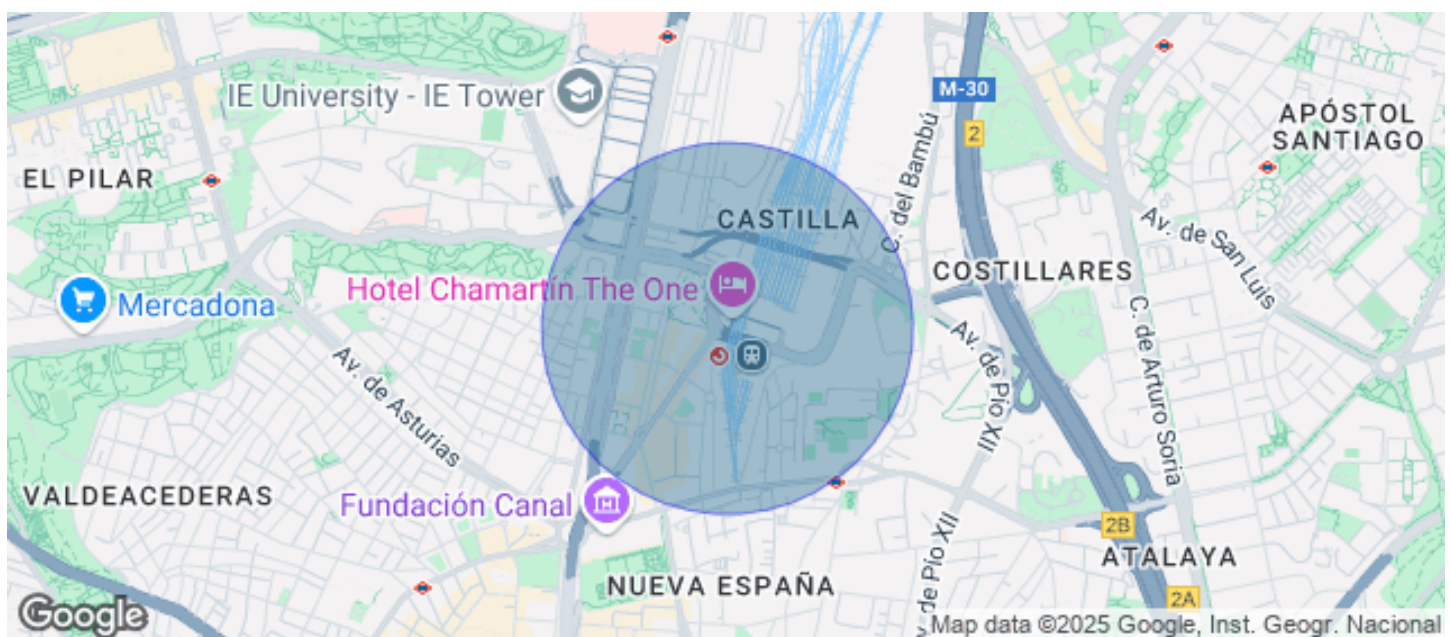 IE University - IE Tower
M-30
2
APÓSTOL
SANTIAGO
EL PILAR
CASTILLA
C. del Bambú
Av. de San Luis
COSTILLARES
Hotel Chamartín The One
Mercadona
Av. de Asturias
Av. de Pío XII
C. de Arturo Soria
VALDEACEDERAS
Fundación Canal
2B
ATALAYA
NUEVA ESPAÑA
. de Pío XII
2A
Google
Map data ©2025 Google, Inst. Geogr. Nacional